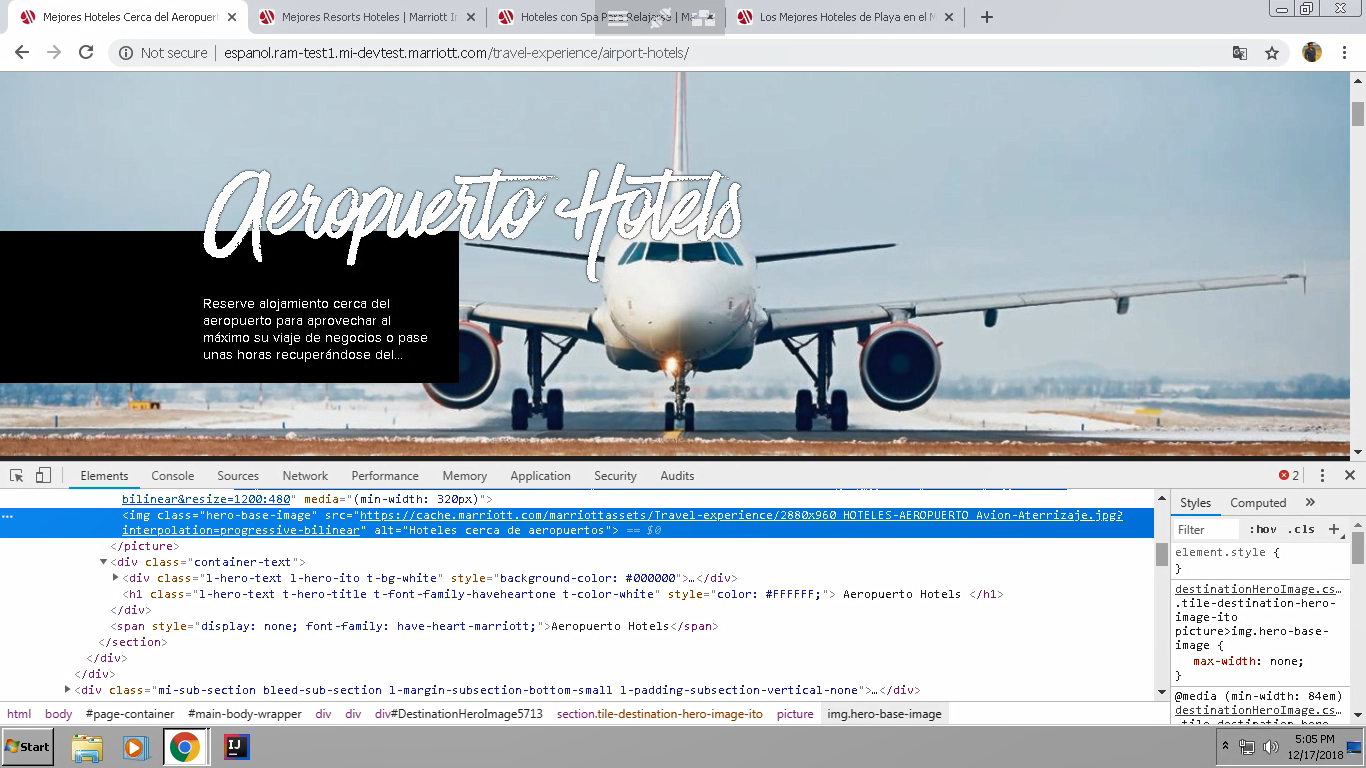 Mejores Hoteles Cerca del Aeropuert
Mejores Resorts Hoteles | Marriott In
Hoteles con Spa Para Relajarse | Ma
Los Mejores Hoteles de Playa en el M
Not secure | espanol.ram-test1.mi-devtest.marriott.com/travel-experience/airport-hotels/
Aeropuerto Hotels
Reserve alojamiento cerca del
aeropuerto para aprovechar al
máximo su viaje de negocios o pase
unas horas recuperándose del...
Elements Console Sources Network Performance Memory Application Security Audits 2
bilinear&resize=1200:480" media="(min-width: 320px)">
<img class="hero-base-image" src="https://cache.marriott.com/marriottassets/Travel-experience/2880x960_HOTELES-AEROPUERTO_Avion-Aterrizaje.jpg?
interpolation=progressive-bilinear" alt="Hoteles cerca de aeropuertos"> == $0
</picture>
<div class="container-text">
<div class="l-hero-text l-hero-ito t-bg-white" style="background-color: #000000">…</div>
<h1 class="l-hero-text t-hero-title t-font-family-haveheartone t-color-white" style="color: #FFFFFF;"> Aeropuerto Hotels </h1>
</div>
<span style="display: none; font-family: have-heart-marriott;">Aeropuerto Hotels</span>
</section>
</div>
</div>
<div class="mi-sub-section bleed-sub-section l-margin-subsection-bottom-small l-padding-subsection-vertical-none">…</div>
html body #page-container #main-body-wrapper div div div#DestinationHeroImage5713 section.tile-destination-hero-image-ito picture img.hero-base-image
Styles Computed »
Filter :hov .cls +
element.style {
}
destinationHeroImage.cs…
.tile-destination-hero-
image-ito
picture>img.hero-base-
image {
max-width: none;
}
@media (min-width: 84em)
destinationHeroImage.cs…
Start
5:05 PM
12/17/2018